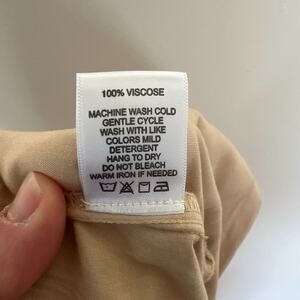 100% VISCOSE
MACHINE WASH COLD
GENTLE CYCLE
WASH WITH LIKE
COLORS MILD
DETERGENT
HANG TO DRY
DO NOT BLEACH
WARM IRON IF NEEDED